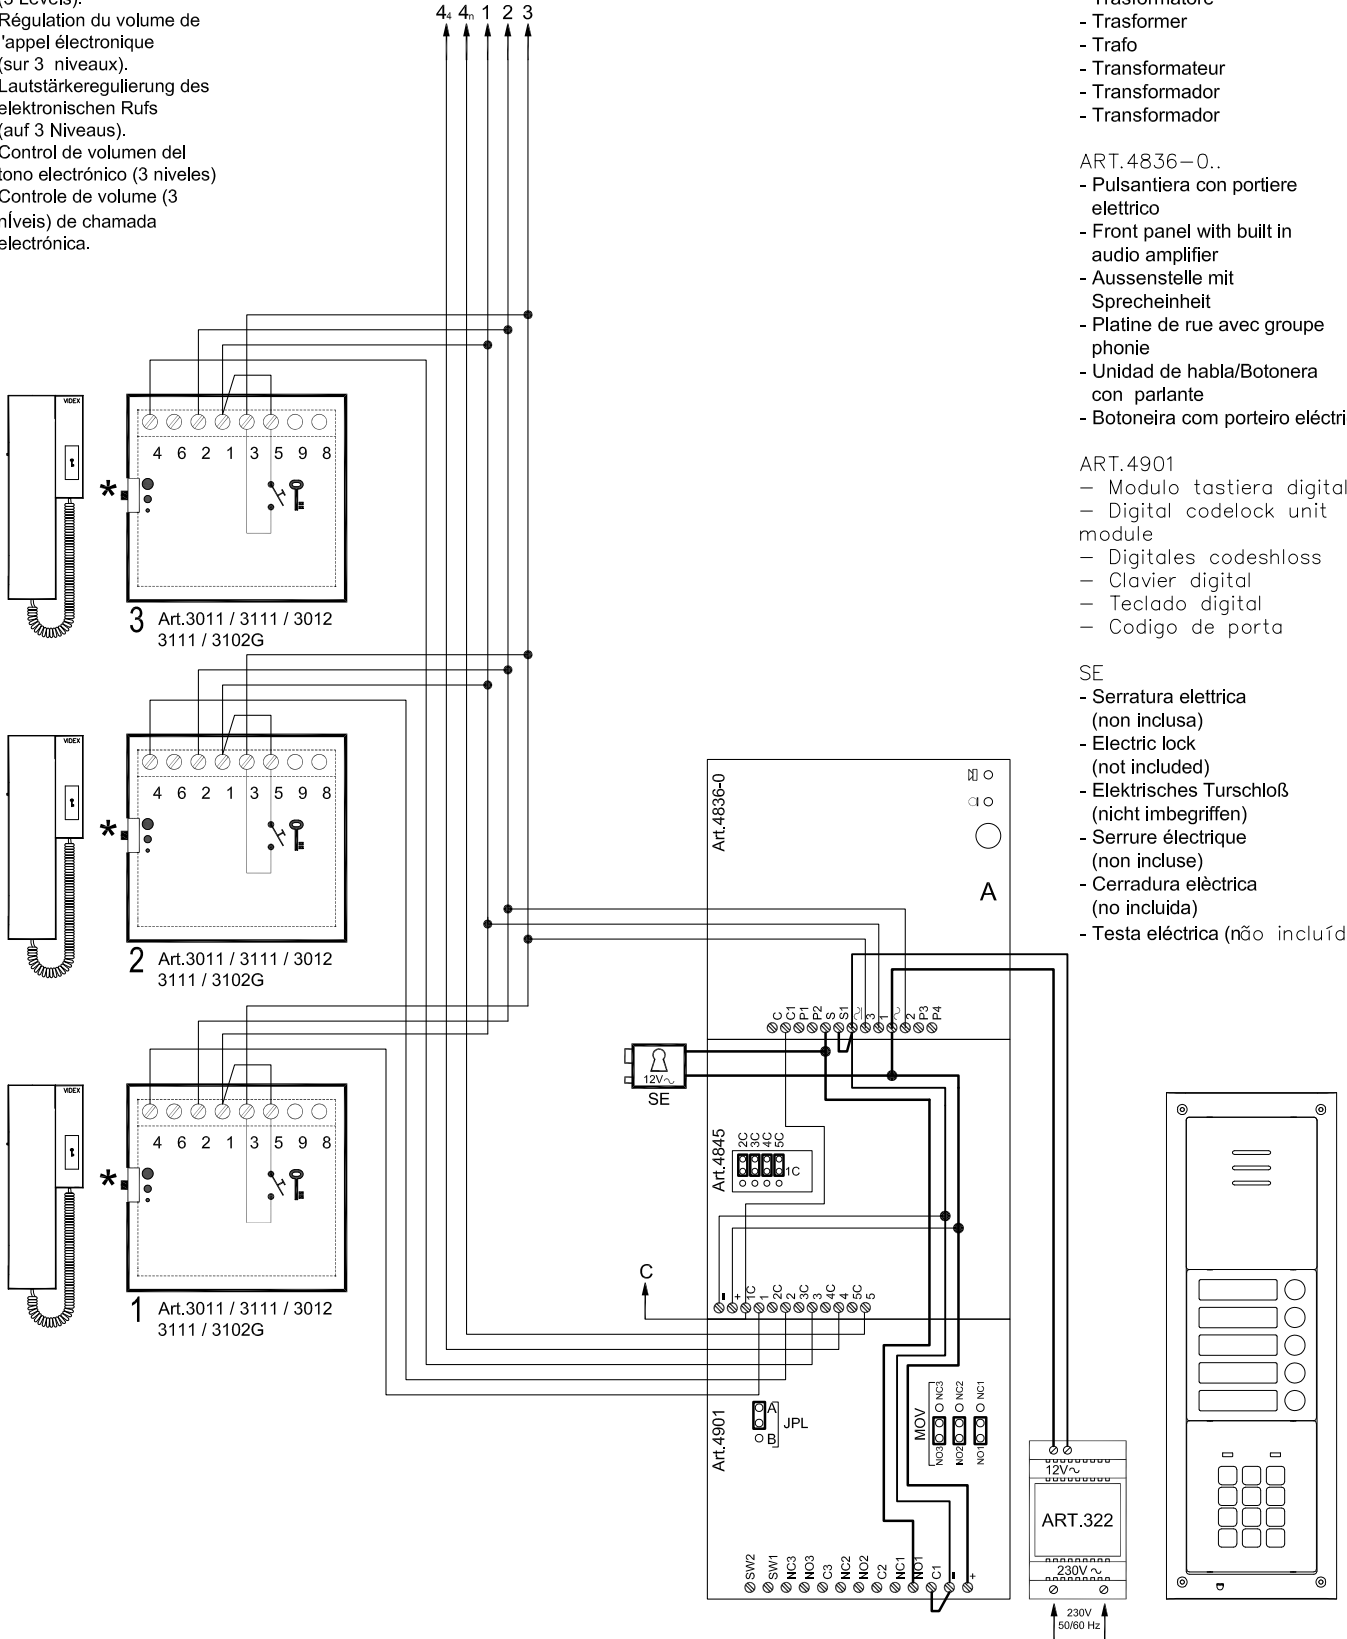 (3 Levels).
Régulation du volume de
l'appel électronique
(sur 3 niveaux).
Lautstärkeregulierung des
elektronischen Rufs
(auf 3 Niveaus).
Control de volumen del
tono electrónico (3 niveles)
Controle de volume (3
nÍveis) de chamada
electrónica.
4₄ 4ₙ 1 2 3
Trasformatore
- Trasformer
- Trafo
- Transformateur
- Transformador
- Transformador
ART.4836-0..
- Pulsantiera con portiere
elettrico
- Front panel with built in
audio amplifier
- Aussenstelle mit
Sprecheinheit
- Platine de rue avec groupe
phonie
- Unidad de habla/Botonera
con parlante
- Botoneira com porteiro eléctri
ART.4901
- Modulo tastiera digital
- Digital codelock unit
module
- Digitales codeshloss
- Clavier digital
- Teclado digital
- Codigo de porta
SE
- Serratura elettrica
(non inclusa)
- Electric lock
(not included)
- Elektrisches Turschloß
(nicht imbegriffen)
- Serrure électrique
(non incluse)
- Cerradura elèctrica
(no incluida)
- Testa eléctrica (não incluíd
VIDEX
4 6 2 1 3 5 9 8
*
3 Art.3011 / 3111 / 3012
3111 / 3102G
VIDEX
4 6 2 1 3 5 9 8
*
2 Art.3011 / 3111 / 3012
3111 / 3102G
VIDEX
4 6 2 1 3 5 9 8
*
1 Art.3011 / 3111 / 3012
3111 / 3102G
Art.4836-0
A
C C1 P1 P2 S S1 ~ 3 1 ~ 2 P3 P4
12V~
SE
Art.4845
2C 3C 4C 5C
1C
C
- + 1C 1 2C 2 3C 3 4C 4 5C 5
Art.4901
A
B
JPL
MOV
NC3 NC2 NC1
NO3 NO2 NO1
SW2 SW1 NC3 NO3 C3 NC2 NO2 C2 NC1 NO1 C1 - +
12V~
ART.322
230V ~
230V
50/60 Hz